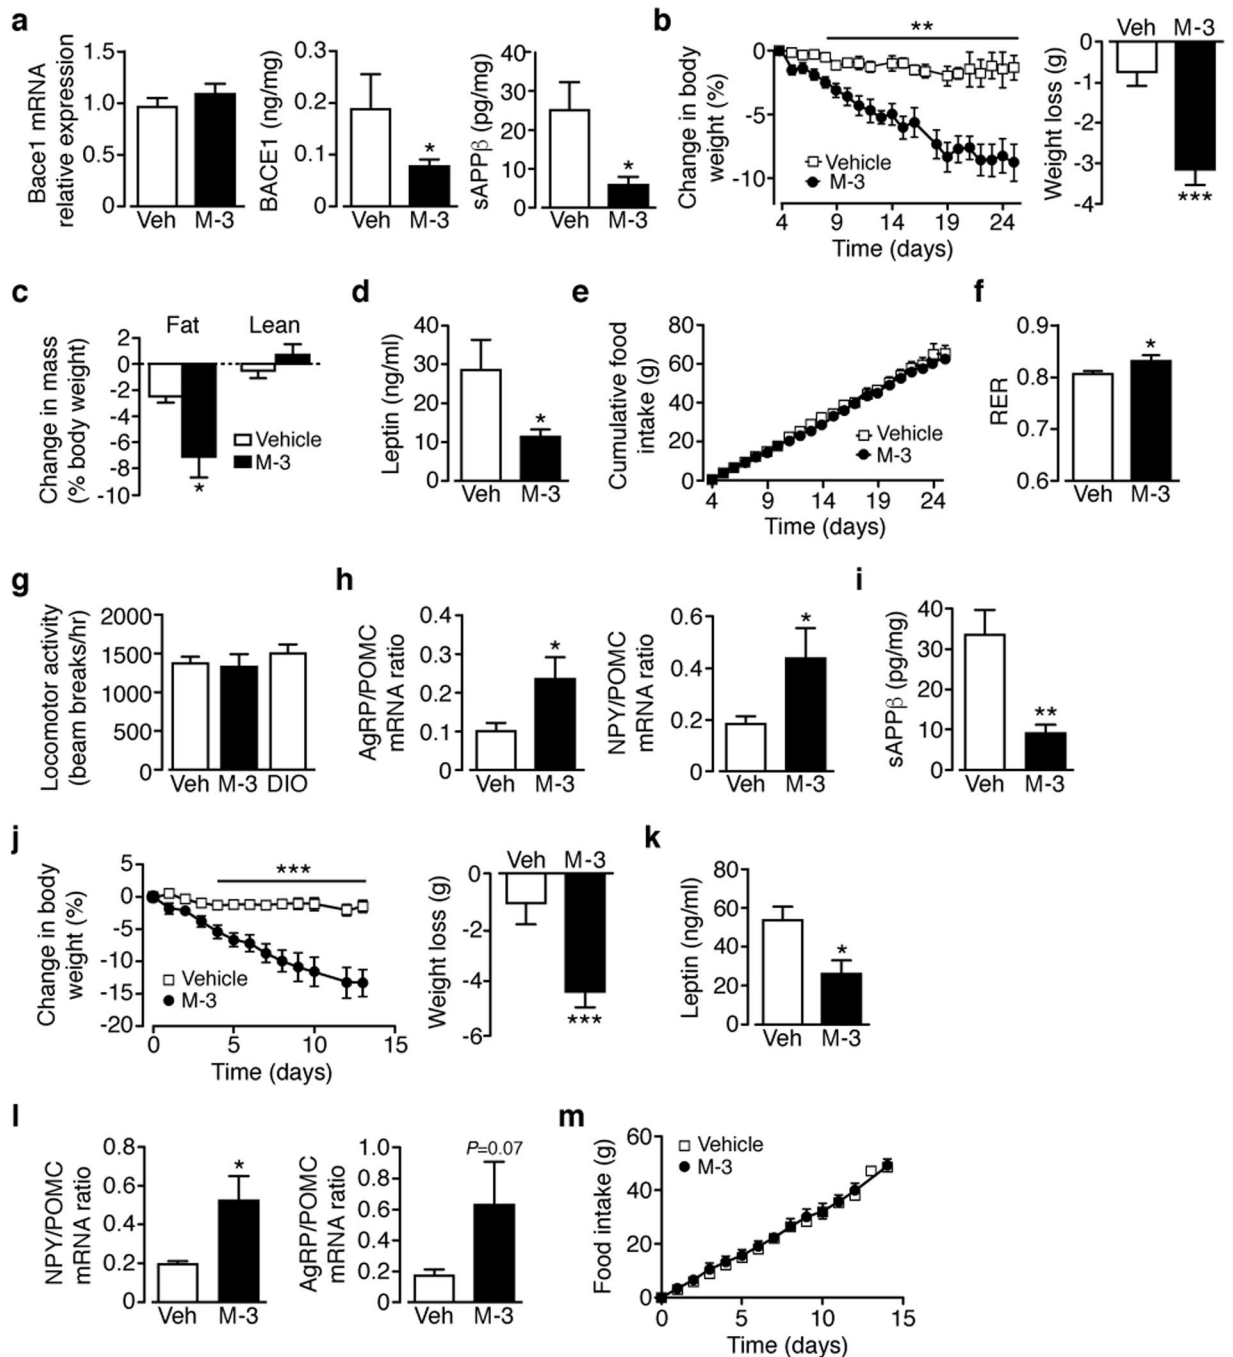 a
Bace1 mRNA
relative expression
1.5
1.0
0.5
0
Veh M-3
BACE1 (ng/mg)
0.3
0.2
0.1
0
*
Veh M-3
sAPPβ (pg/mg)
40
30
20
10
0
*
Veh M-3
b
Change in body
weight (%)
**
0
-5
-10
Vehicle
M-3
4 9 14 19 24
Time (days)
Veh M-3
Weight loss (g)
0
-1
-2
-3
-4
***
c
Change in mass
(% body weight)
Fat Lean
2
0
-2
-4
-6
-8
-10
Vehicle
M-3
*
d
Leptin (ng/ml)
40
30
20
10
0
*
Veh M-3
e
Cumulative food
intake (g)
80
60
40
20
0
Vehicle
M-3
4 9 14 19 24
Time (days)
f
RER
0.9
0.8
0.7
0.6
*
Veh M-3
g
Locomotor activity
(beam breaks/hr)
2000
1500
1000
500
0
Veh M-3 DIO
h
AgRP/POMC
mRNA ratio
0.4
0.3
0.2
0.1
0
*
Veh M-3
NPY/POMC
mRNA ratio
0.6
0.4
0.2
0
*
Veh M-3
i
sAPPβ (pg/mg)
40
30
20
10
0
**
Veh M-3
j
Change in body
weight (%)
***
5
0
-5
-10
-15
-20
Vehicle
M-3
0 5 10 15
Time (days)
Veh M-3
Weight loss (g)
0
-2
-4
-6
***
k
Leptin (ng/ml)
80
60
40
20
0
*
Veh M-3
l
NPY/POMC
mRNA ratio
0.8
0.6
0.4
0.2
0
*
Veh M-3
AgRP/POMC
mRNA ratio
1.0
0.8
0.6
0.4
0.2
0
P=0.07
Veh M-3
m
Food intake (g)
60
40
20
0
Vehicle
M-3
0 5 10 15
Time (days)